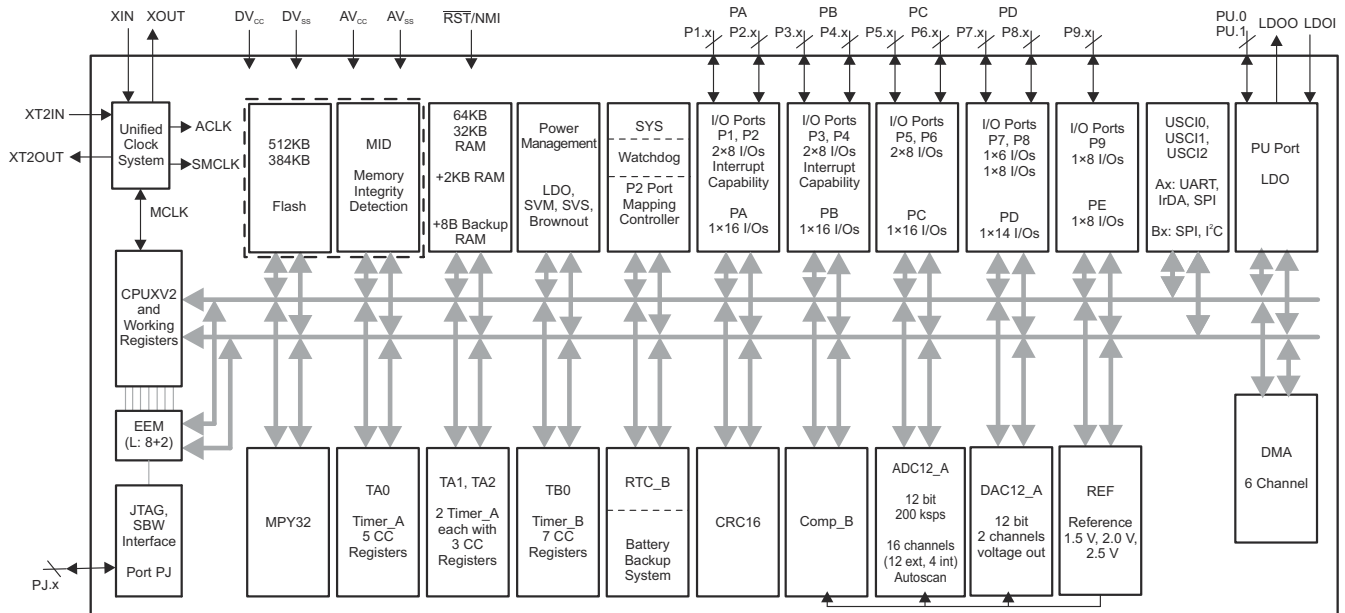 XIN XOUT DVCC DVSS AVCC AVSS RST/NMI
PA PB PC PD
P1.x P2.x P3.x P4.x P5.x P6.x P7.x P8.x P9.x
PU.0
PU.1
LDOO LDOI
XT2IN
XT2OUT
Unified
Clock
System
ACLK
SMCLK
MCLK
512KB
384KB
Flash
MID
Memory
Integrity
Detection
64KB
32KB
RAM
+2KB RAM
+8B Backup
RAM
Power
Management
LDO,
SVM, SVS,
Brownout
SYS
Watchdog
P2 Port
Mapping
Controller
I/O Ports
P1, P2
2×8 I/Os
Interrupt
Capability
PA
1×16 I/Os
I/O Ports
P3, P4
2×8 I/Os
Interrupt
Capability
PB
1×16 I/Os
I/O Ports
P5, P6
2×8 I/Os
PC
1×16 I/Os
I/O Ports
P7, P8
1×6 I/Os
1×8 I/Os
PD
1×14 I/Os
I/O Ports
P9
1×8 I/Os
PE
1×8 I/Os
USCI0,
USCI1,
USCI2
Ax: UART,
IrDA, SPI
Bx: SPI, I²C
PU Port
LDO
CPUXV2
and
Working
Registers
EEM
(L: 8+2)
JTAG,
SBW
Interface
Port PJ
PJ.x
MPY32
TA0
Timer_A
5 CC
Registers
TA1, TA2
2 Timer_A
each with
3 CC
Registers
TB0
Timer_B
7 CC
Registers
RTC_B
Battery
Backup
System
CRC16
Comp_B
ADC12_A
12 bit
200 ksps
16 channels
(12 ext, 4 int)
Autoscan
DAC12_A
12 bit
2 channels
voltage out
REF
Reference
1.5 V, 2.0 V,
2.5 V
DMA
6 Channel